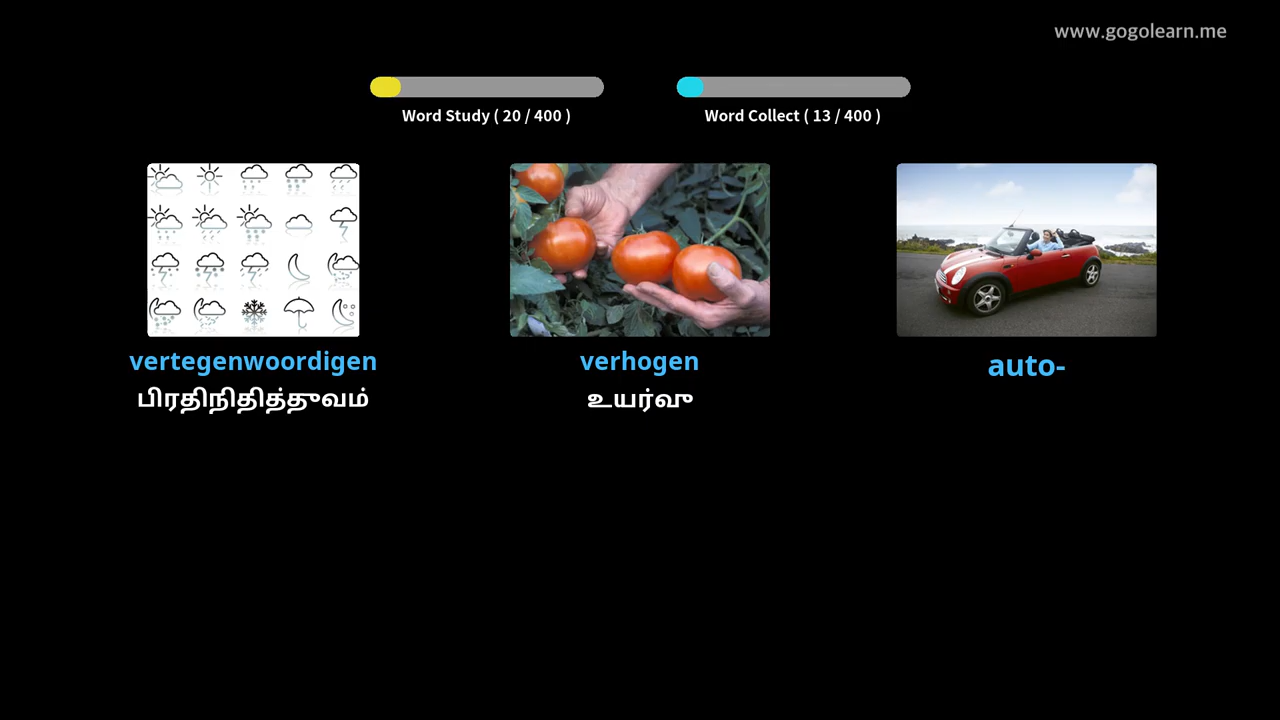 www.gogolearn.me
Word Study ( 20 / 400 )
Word Collect ( 13 / 400 )
vertegenwoordigen
பிரதிநிதித்துவம்
verhogen
உயர்வு
auto-